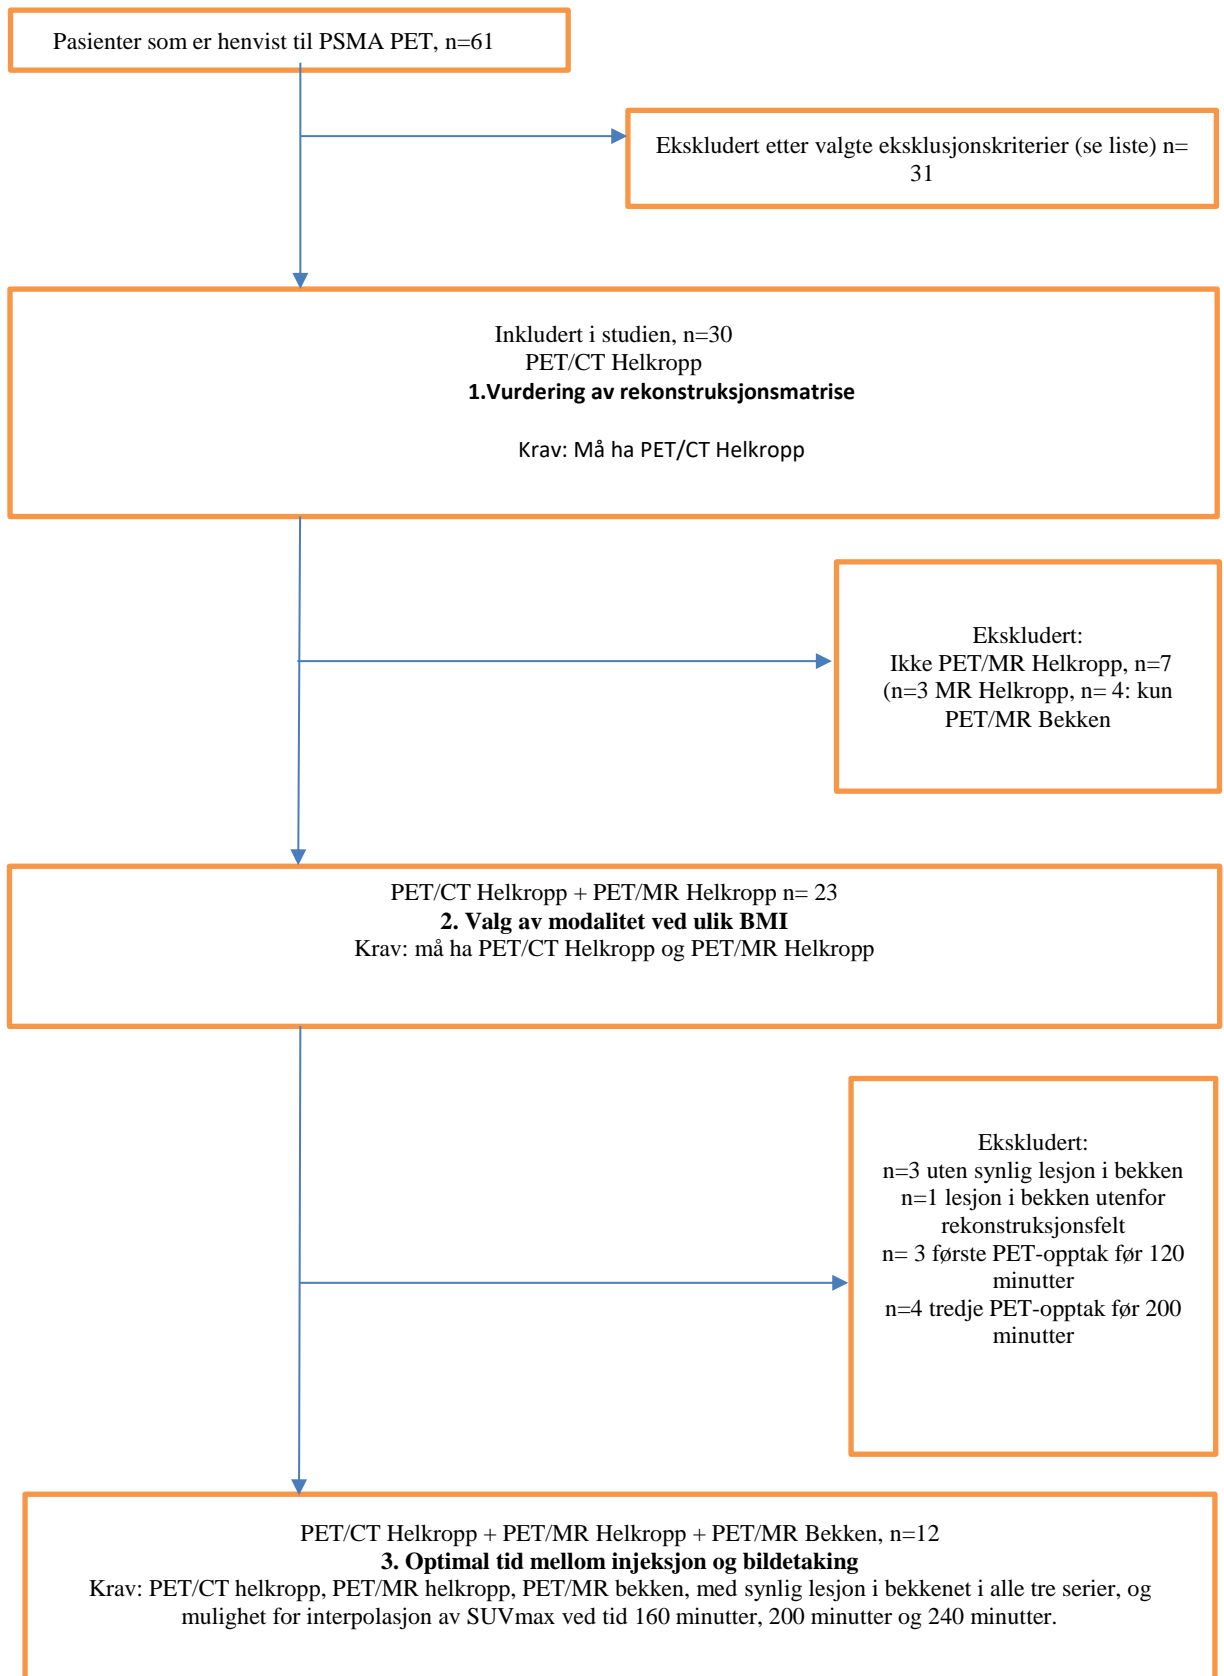 Pasienter som er henvist til PSMA PET, n=61
Ekskludert etter valgte eksklusjonskriterier (se liste) n=
31
Inkludert i studien, n=30
PET/CT Helkropp
1.Vurdering av rekonstruksjonsmatrise
Krav: Må ha PET/CT Helkropp
Ekskludert:
Ikke PET/MR Helkropp, n=7
(n=3 MR Helkropp, n= 4: kun
PET/MR Bekken
PET/CT Helkropp + PET/MR Helkropp n= 23
2. Valg av modalitet ved ulik BMI
Krav: må ha PET/CT Helkropp og PET/MR Helkropp
Ekskludert:
n=3 uten synlig lesjon i bekken
n=1 lesjon i bekken utenfor
rekonstruksjonsfelt
n= 3 første PET-opptak før 120
minutter
n=4 tredje PET-opptak før 200
minutter
PET/CT Helkropp + PET/MR Helkropp + PET/MR Bekken, n=12
3. Optimal tid mellom injeksjon og bildetaking
Krav: PET/CT helkropp, PET/MR helkropp, PET/MR bekken, med synlig lesjon i bekkenet i alle tre serier, og
mulighet for interpolasjon av SUVmax ved tid 160 minutter, 200 minutter og 240 minutter.